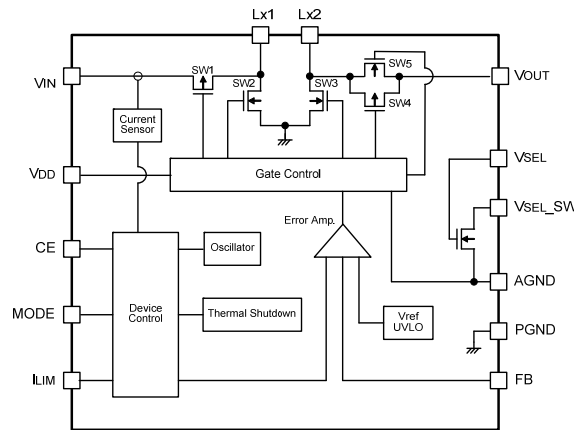 Lx1 Lx2
VIN
SW1
SW2
SW3
SW5
SW4
VOUT
Current
Sensor
VDD
Gate Control
VSEL
Error Amp.
VSEL_SW
CE
Oscillator
AGND
MODE
Device
Control
Thermal Shutdown
Vref
UVLO
PGND
ILIM
FB